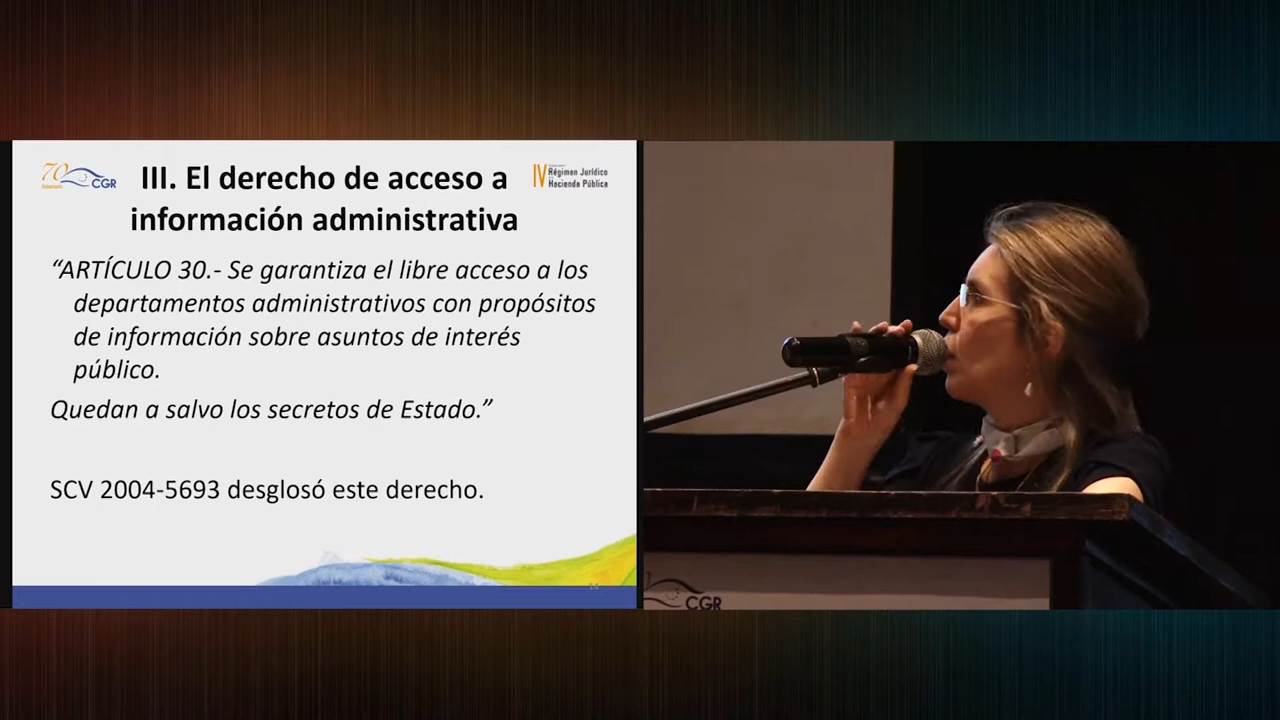 70
CGR
III. El derecho de acceso a
información administrativa
IV Régimen Jurídico
Hacienda Pública
“ARTÍCULO 30.- Se garantiza el libre acceso a los
departamentos administrativos con propósitos
de información sobre asuntos de interés
público.
Quedan a salvo los secretos de Estado.”
SCV 2004-5693 desglosó este derecho.
CGR